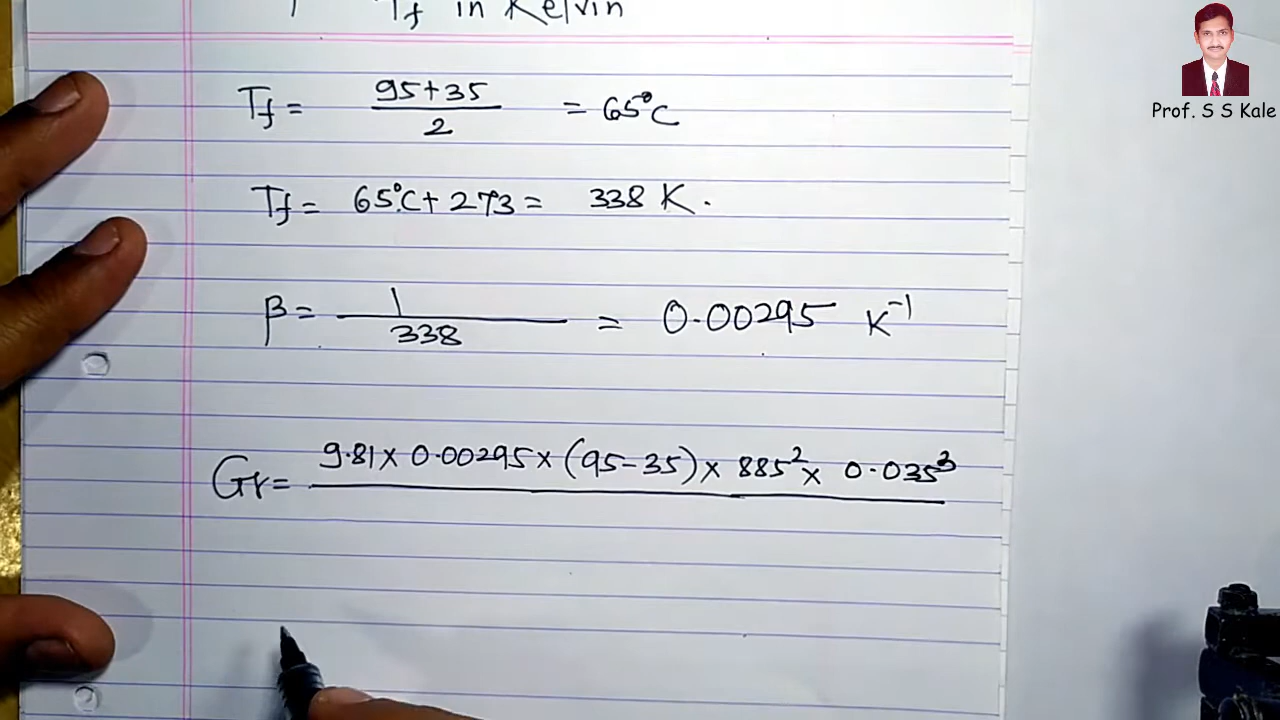 Tf in Kelvin
Prof. S S Kale
Tf = 95+35 / 2 = 65°C
Tf = 65°C + 273 = 338 K.
β = 1 / 338 = 0.00295 K⁻¹
Gr = 9.81 × 0.00295 × (95-35) × 885² × 0.035³